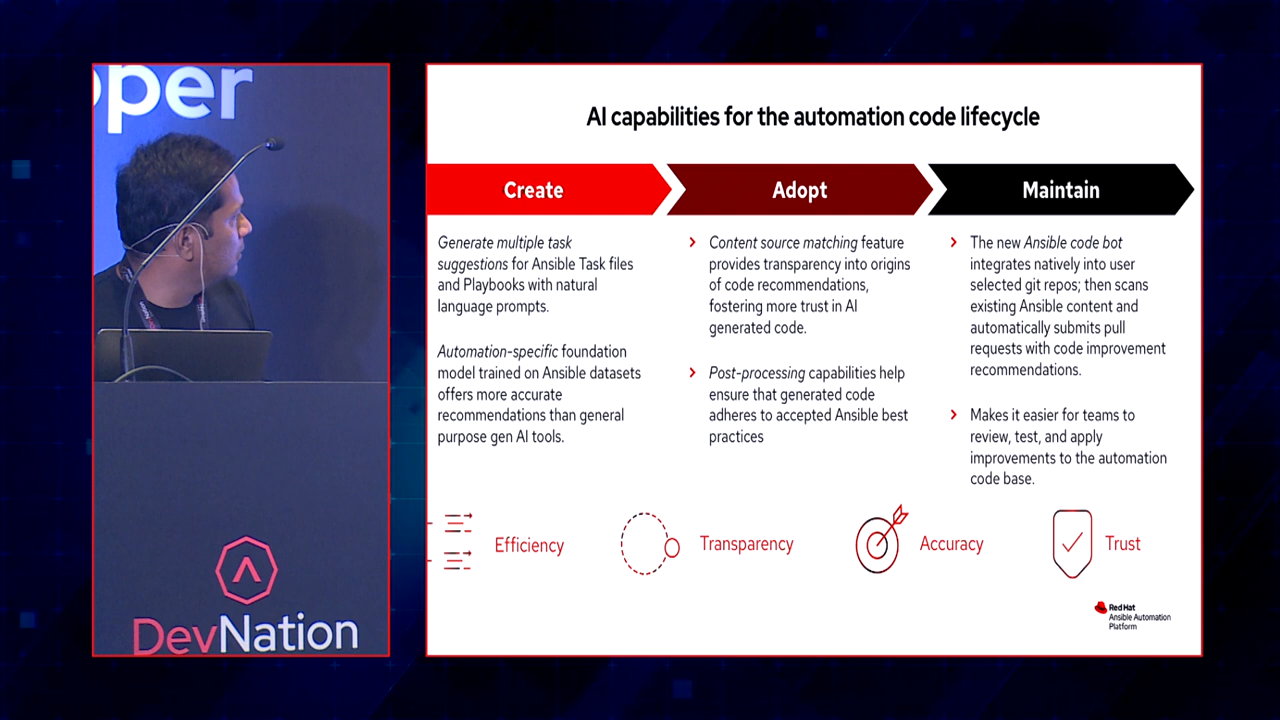 pper
DevNation
AI capabilities for the automation code lifecycle
Create
Adopt
Maintain
Generate multiple task
suggestions for Ansible Task files
and Playbooks with natural
language prompts.
Automation-specific foundation
model trained on Ansible datasets
offers more accurate
recommendations than general
purpose gen AI tools.
Content source matching feature
provides transparency into origins
of code recommendations,
fostering more trust in AI
generated code.
Post-processing capabilities help
ensure that generated code
adheres to accepted Ansible best
practices
The new Ansible code bot
integrates natively into user
selected git repos; then scans
existing Ansible content and
automatically submits pull
requests with code improvement
recommendations.
Makes it easier for teams to
review, test, and apply
improvements to the automation
code base.
Efficiency
Transparency
Accuracy
Trust
Red Hat
Ansible Automation
Platform